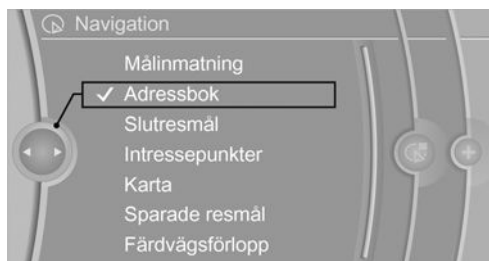 Navigation
Målinmatning
Adressbok
Slutresmål
Intressepunkter
Karta
Sparade resmål
Färdvägsförlopp